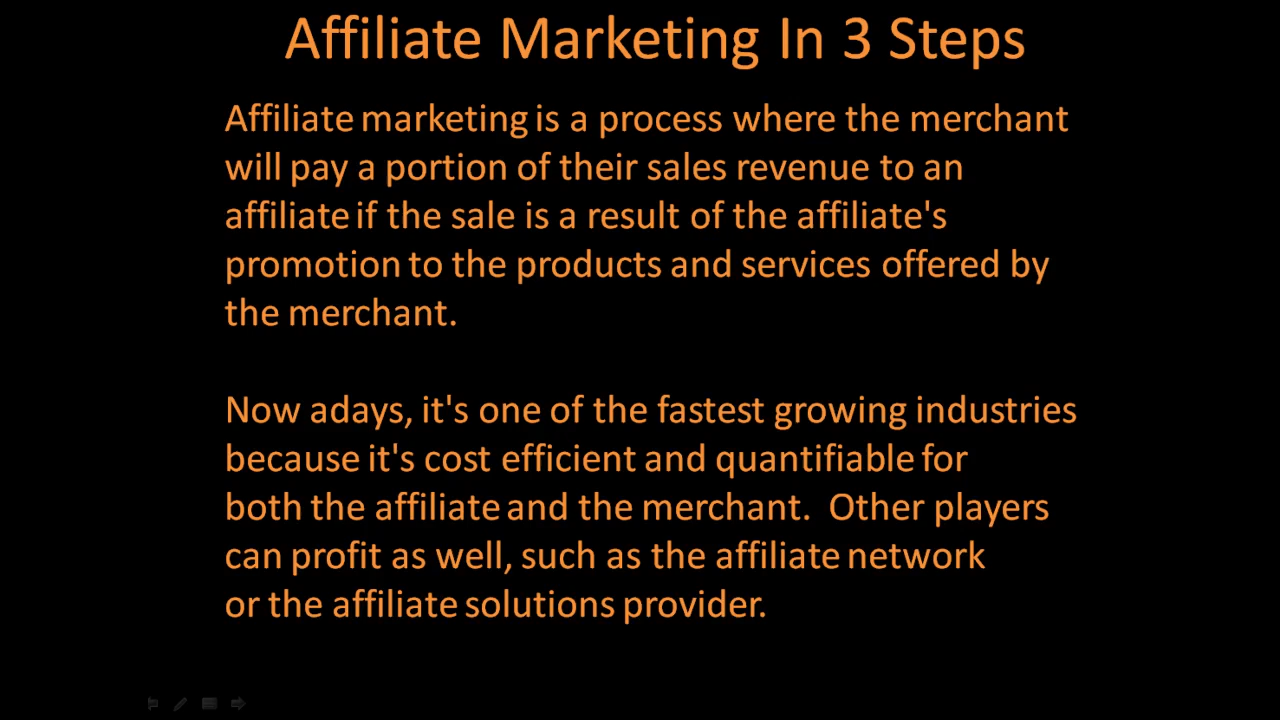 Affiliate Marketing In 3 Steps
Affiliate marketing is a process where the merchant
will pay a portion of their sales revenue to an
affiliate if the sale is a result of the affiliate's
promotion to the products and services offered by
the merchant.
Now adays, it's one of the fastest growing industries
because it's cost efficient and quantifiable for
both the affiliate and the merchant.  Other players
can profit as well, such as the affiliate network
or the affiliate solutions provider.